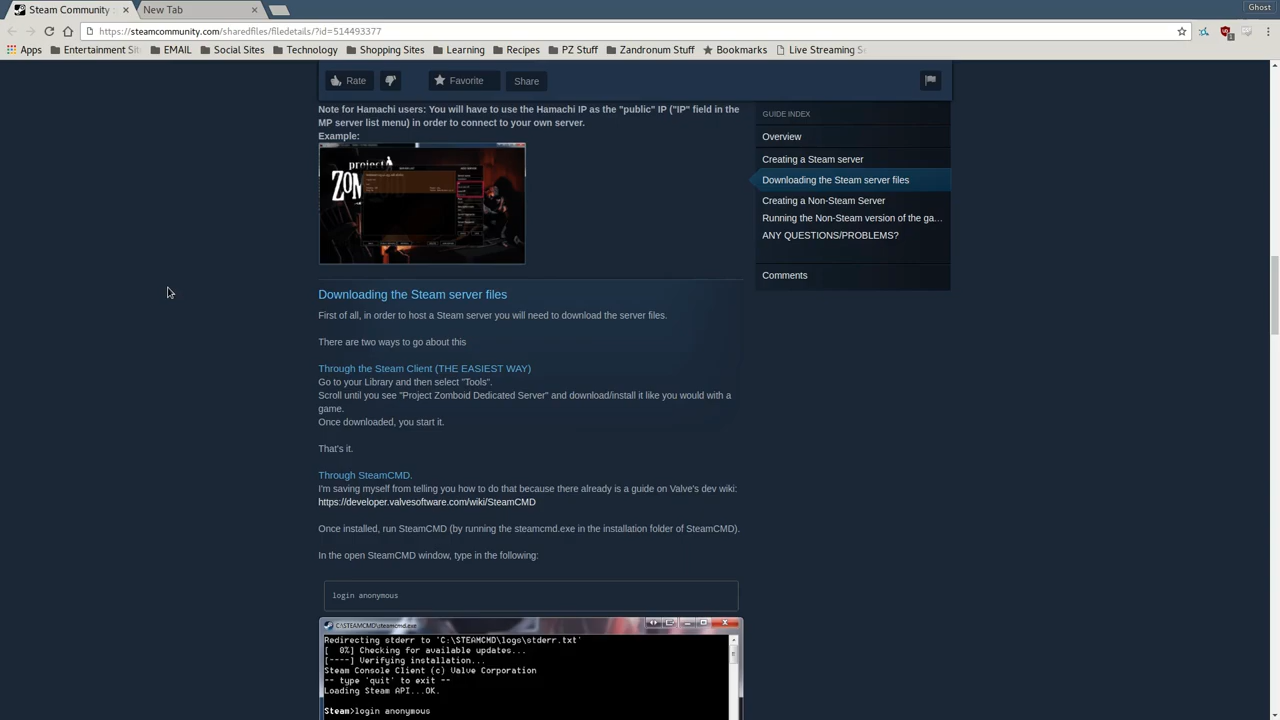 Steam Community :
New Tab
Ghost
https://steamcommunity.com/sharedfiles/filedetails/?id=514493377
Apps
Entertainment Sit
EMAIL
Social Sites
Technology
Shopping Sites
Learning
Recipes
PZ Stuff
Zandronum Stuff
Bookmarks
Live Streaming Se
Rate
Favorite
Share
Note for Hamachi users: You will have to use the Hamachi IP as the "public" IP ("IP" field in the
MP server list menu) in order to connect to your own server.
Example:
project
GUIDE INDEX
Overview
Creating a Steam server
Downloading the Steam server files
Creating a Non-Steam Server
Running the Non-Steam version of the ga...
ANY QUESTIONS/PROBLEMS?
Comments
Downloading the Steam server files
First of all, in order to host a Steam server you will need to download the server files.
There are two ways to go about this
Through the Steam Client (THE EASIEST WAY)
Go to your Library and then select "Tools".
Scroll until you see "Project Zomboid Dedicated Server" and download/install it like you would with a
game.
Once downloaded, you start it.
That's it.
Through SteamCMD.
I'm saving myself from telling you how to do that because there already is a guide on Valve's dev wiki:
https://developer.valvesoftware.com/wiki/SteamCMD
Once installed, run SteamCMD (by running the steamcmd.exe in the installation folder of SteamCMD).
In the open SteamCMD window, type in the following:
login anonymous
C:\STEAMCMD\steamcmd.exe
Redirecting stderr to 'C:\STEAMCMD\logs\stderr.txt'
[ 0%] Checking for available updates...
[----] Verifying installation...
Steam Console Client (c) Valve Corporation
-- type 'quit' to exit --
Loading Steam API...OK.
Steam>login anonymous